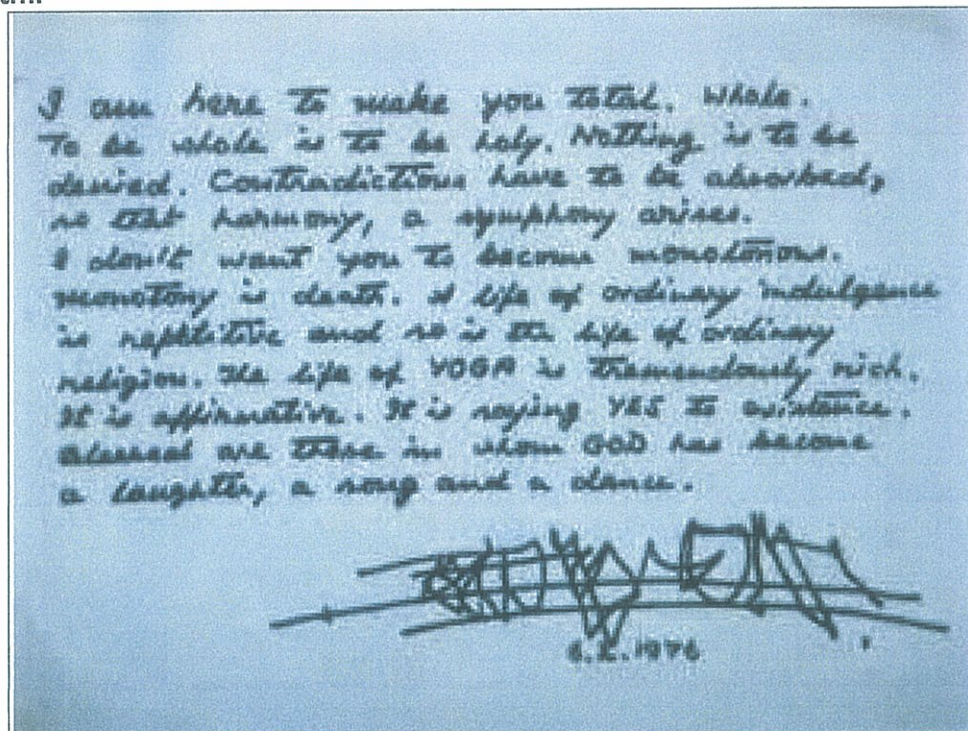 I am here to make you total. Whole.
To be whole is to be holy. Nothing is to be
denied. Contradictions have to be absorbed,
so that harmony, a symphony arises.
I don't want you to become monotonous.
monotony is death. A life of ordinary indulgence
is repetitive and so is the life of ordinary
religion. The life of YOGA is tremendously rich.
It is affirmative. It is saying YES to existence.
Blessed are those in whom GOD has become
a laughter, a song and a dance.
1976